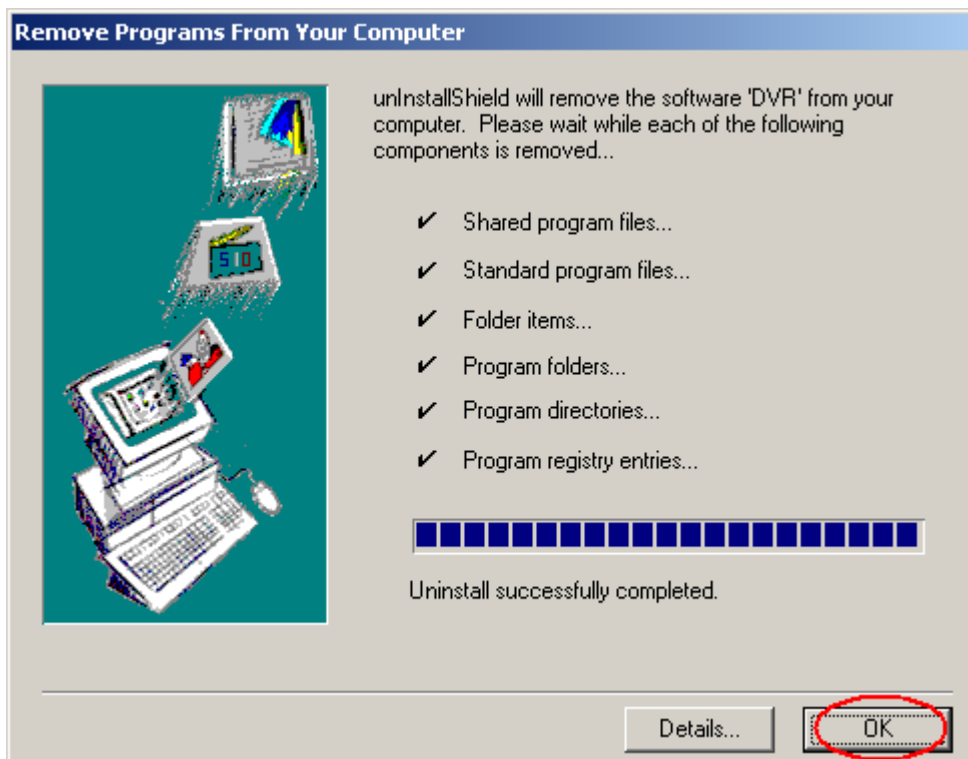 Remove Programs From Your Computer
unInstallShield will remove the software 'DVR' from your
computer.  Please wait while each of the following
components is removed...
Shared program files...
Standard program files...
Folder items...
Program folders...
Program directories...
Program registry entries...
Uninstall successfully completed.
Details...
OK